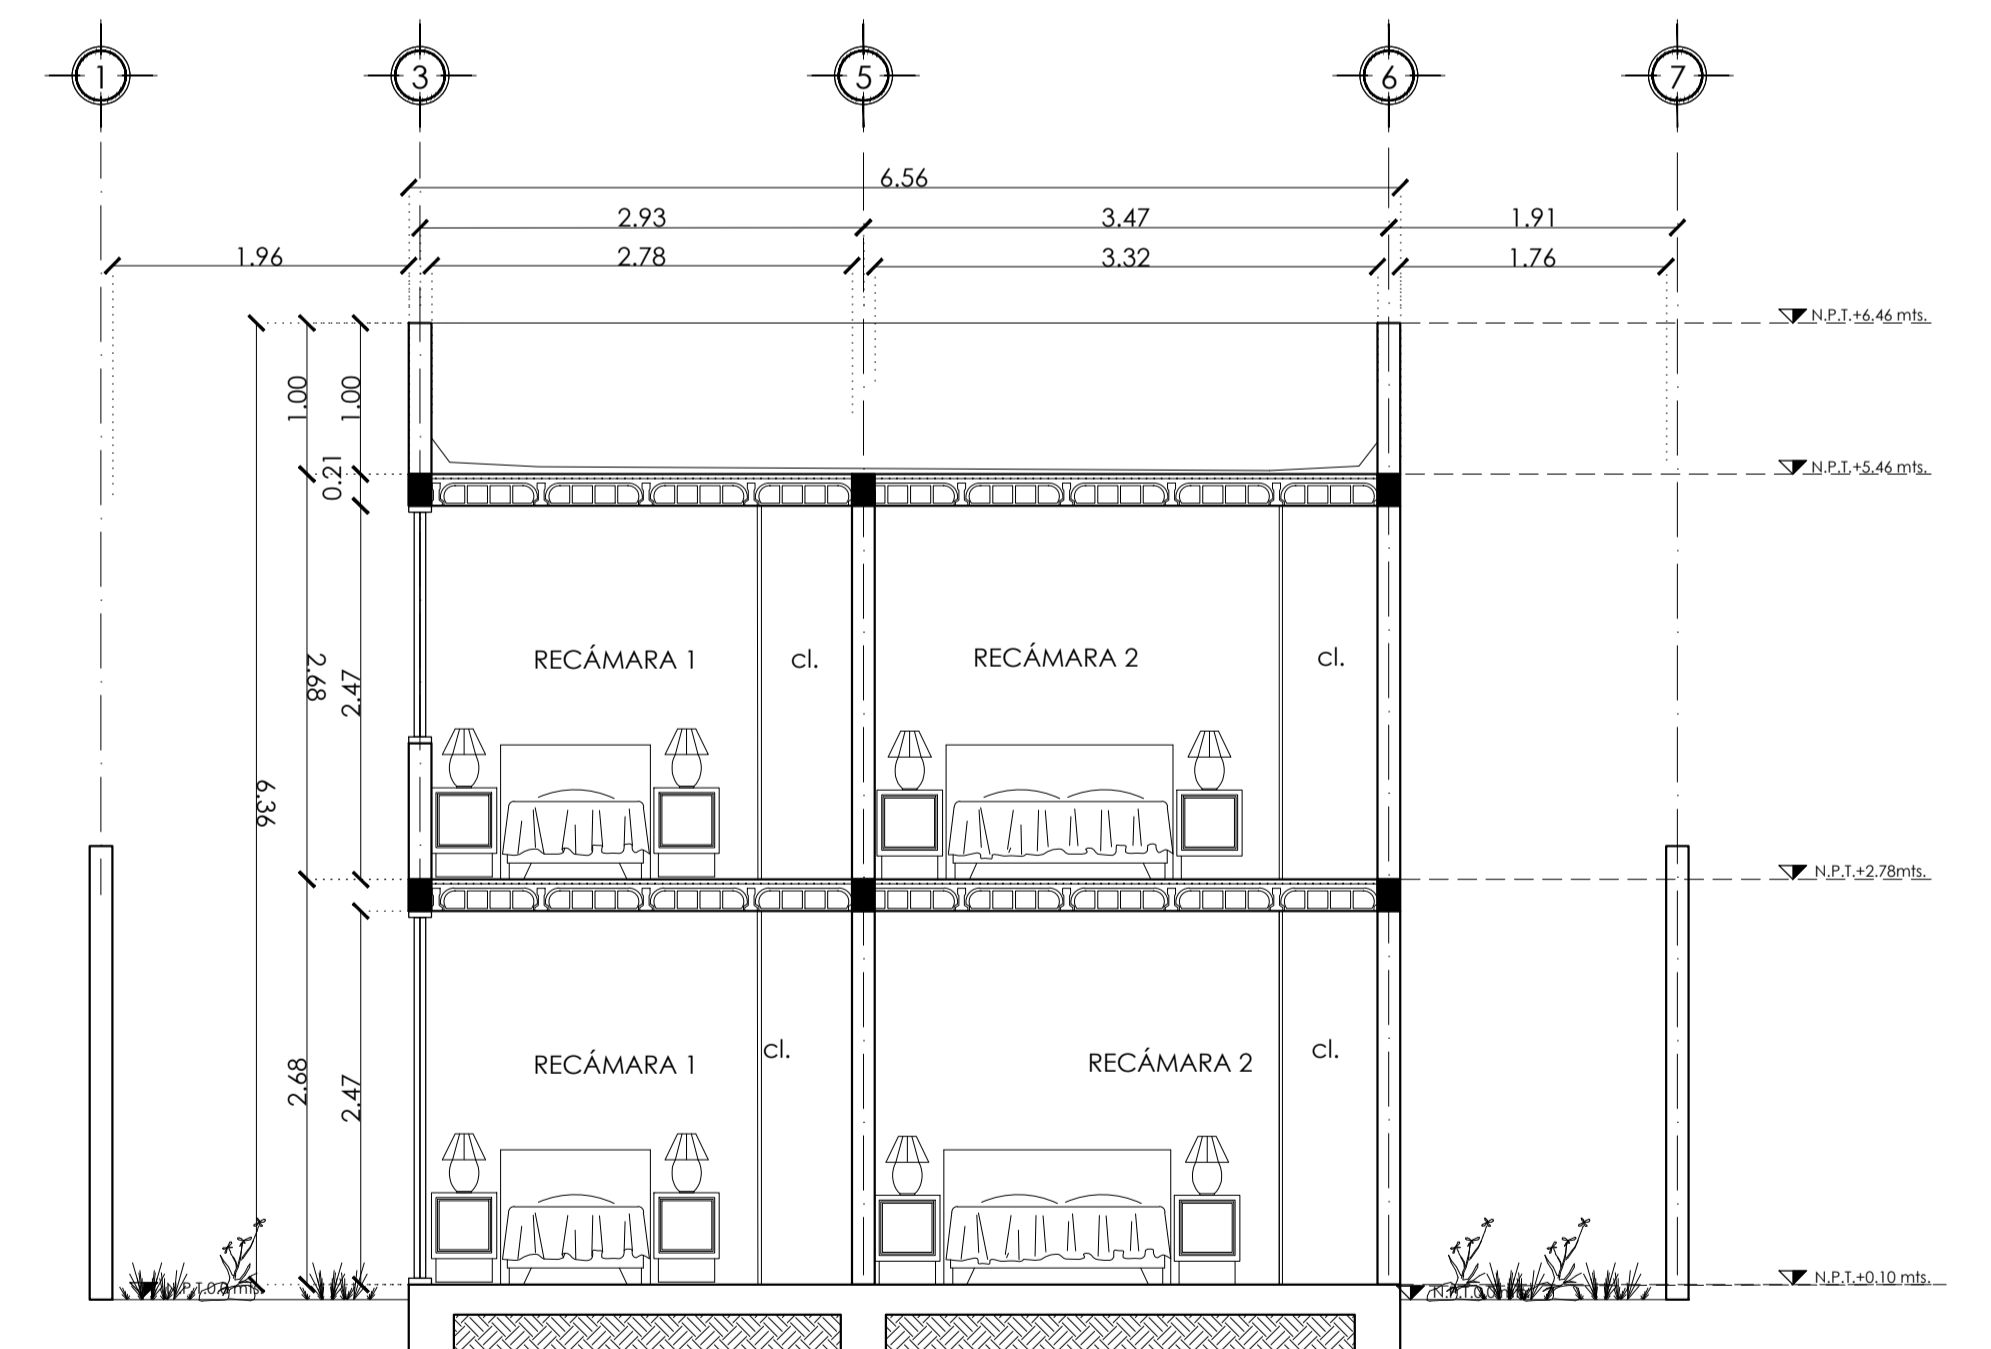 1 3 5 6 7
6.56
2.93 3.47 1.91
1.96 2.78 3.32 1.76
N.P.T.+6.46 mts.
1.00 1.00
0.21
N.P.T.+5.46 mts.
RECÁMARA 1 cl. RECÁMARA 2 cl.
2.68 2.47
6.36
N.P.T.+2.78mts.
RECÁMARA 1 cl. RECÁMARA 2 cl.
2.68 2.47
N.P.T.+0.10 mts.